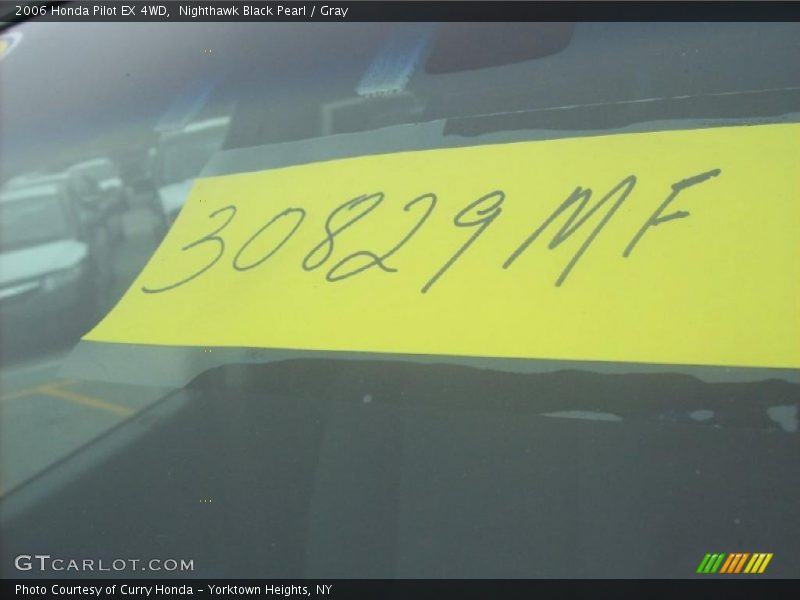 2006 Honda Pilot EX 4WD,  Nighthawk Black Pearl / Gray
30829MF
GTCARLOT.COM
Photo Courtesy of Curry Honda - Yorktown Heights, NY